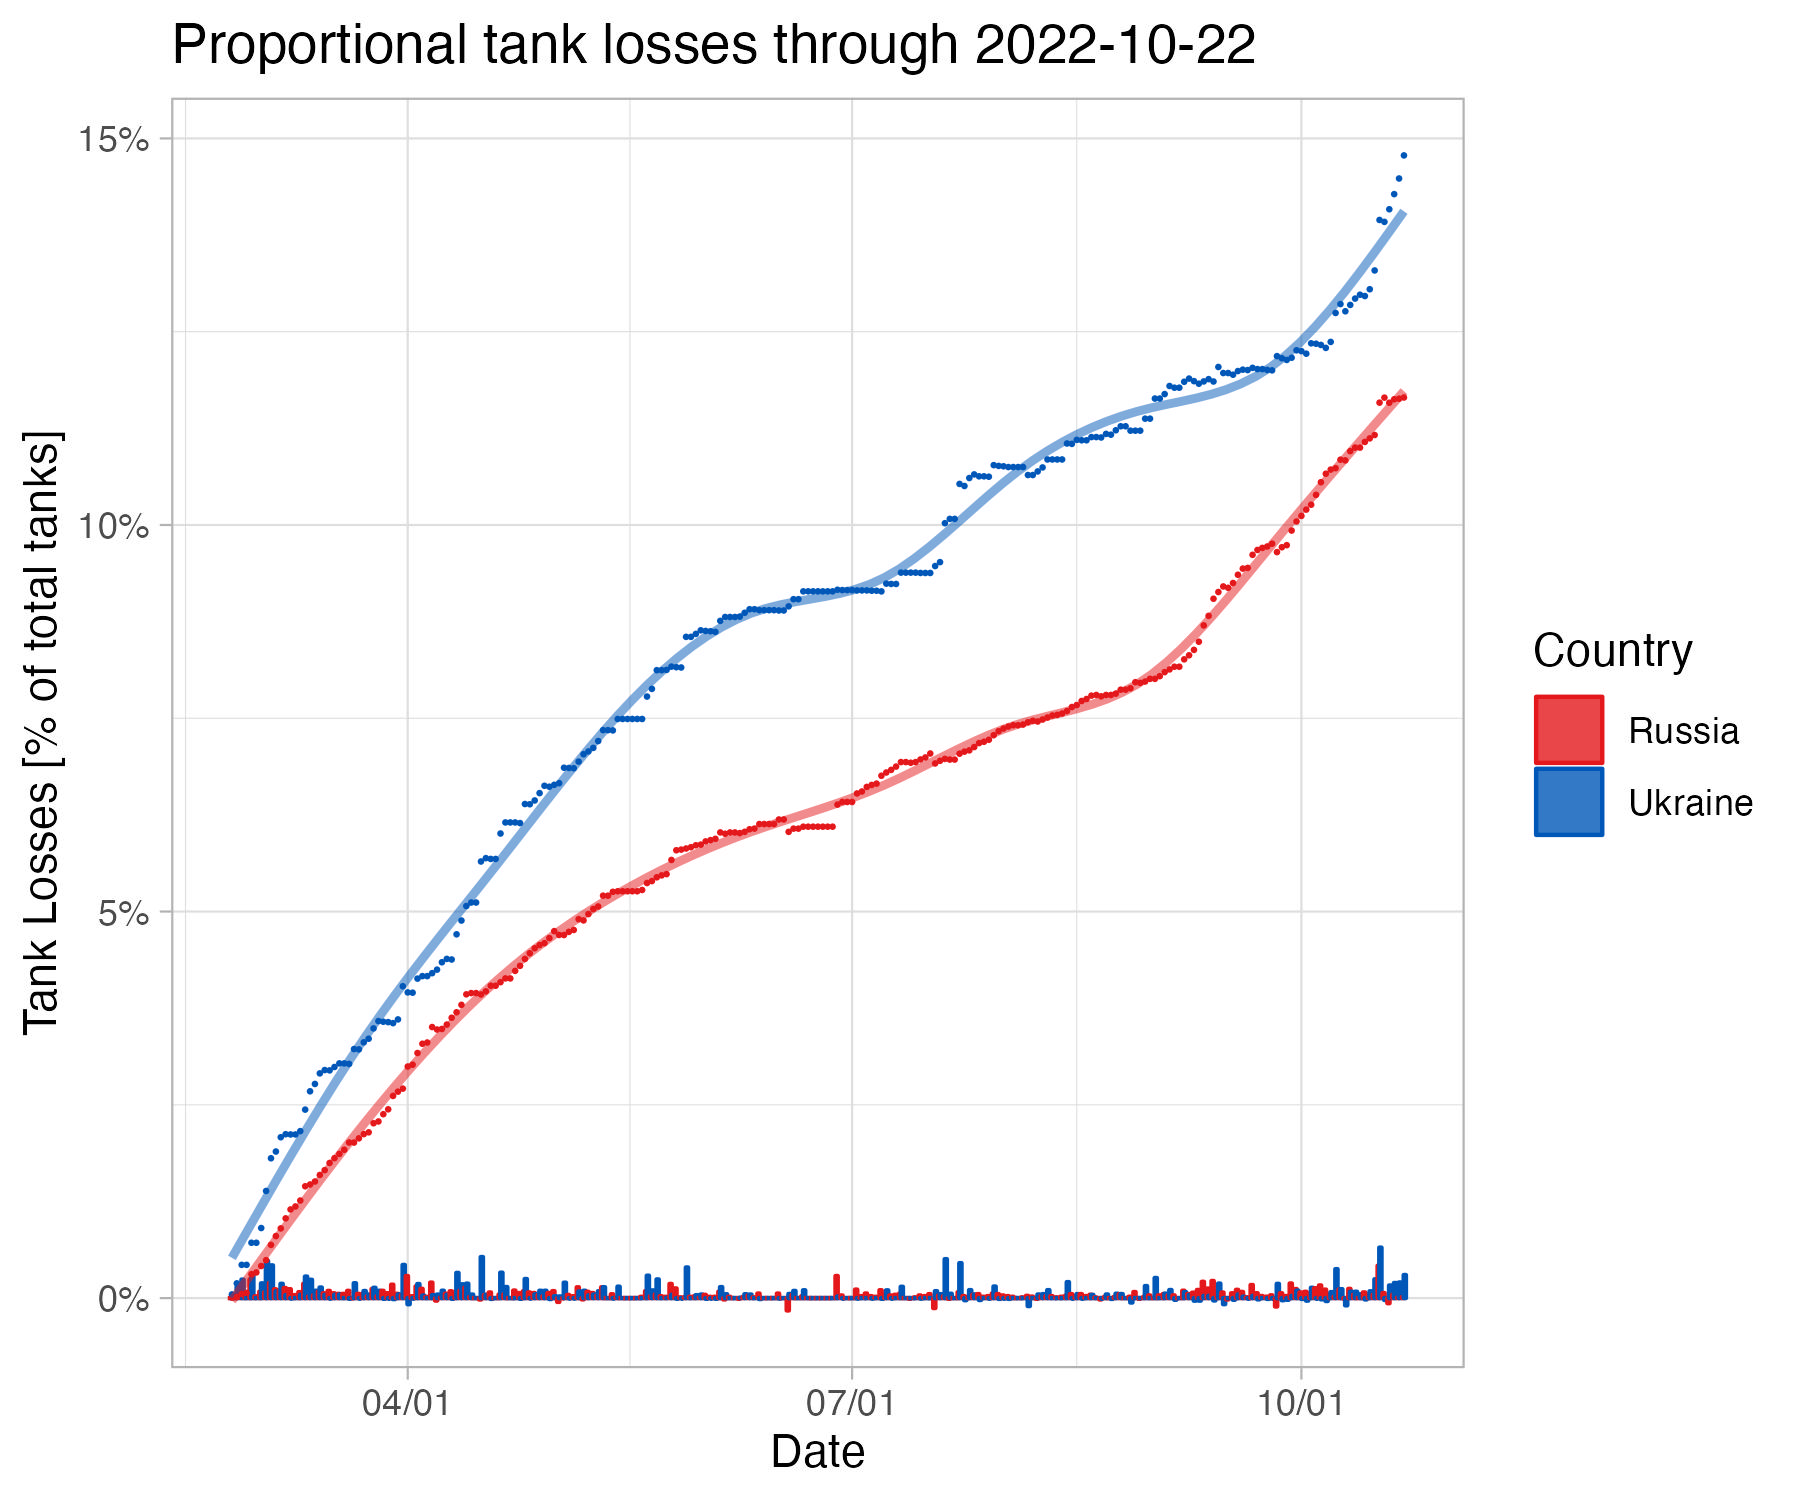 Proportional tank losses through 2022-10-22
Tank Losses [% of total tanks]
15%
10%
5%
0%
04/01
07/01
10/01
Date
Country
Russia
Ukraine